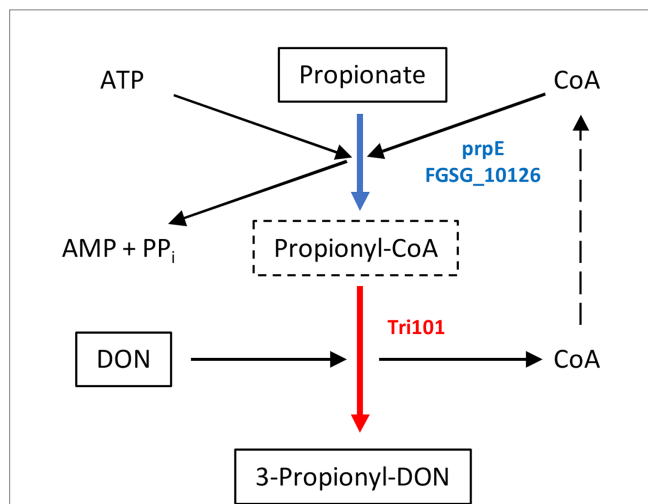 ATP
Propionate
CoA
prpE
FGSG_10126
AMP + PPi
Propionyl-CoA
Tri101
DON
CoA
3-Propionyl-DON